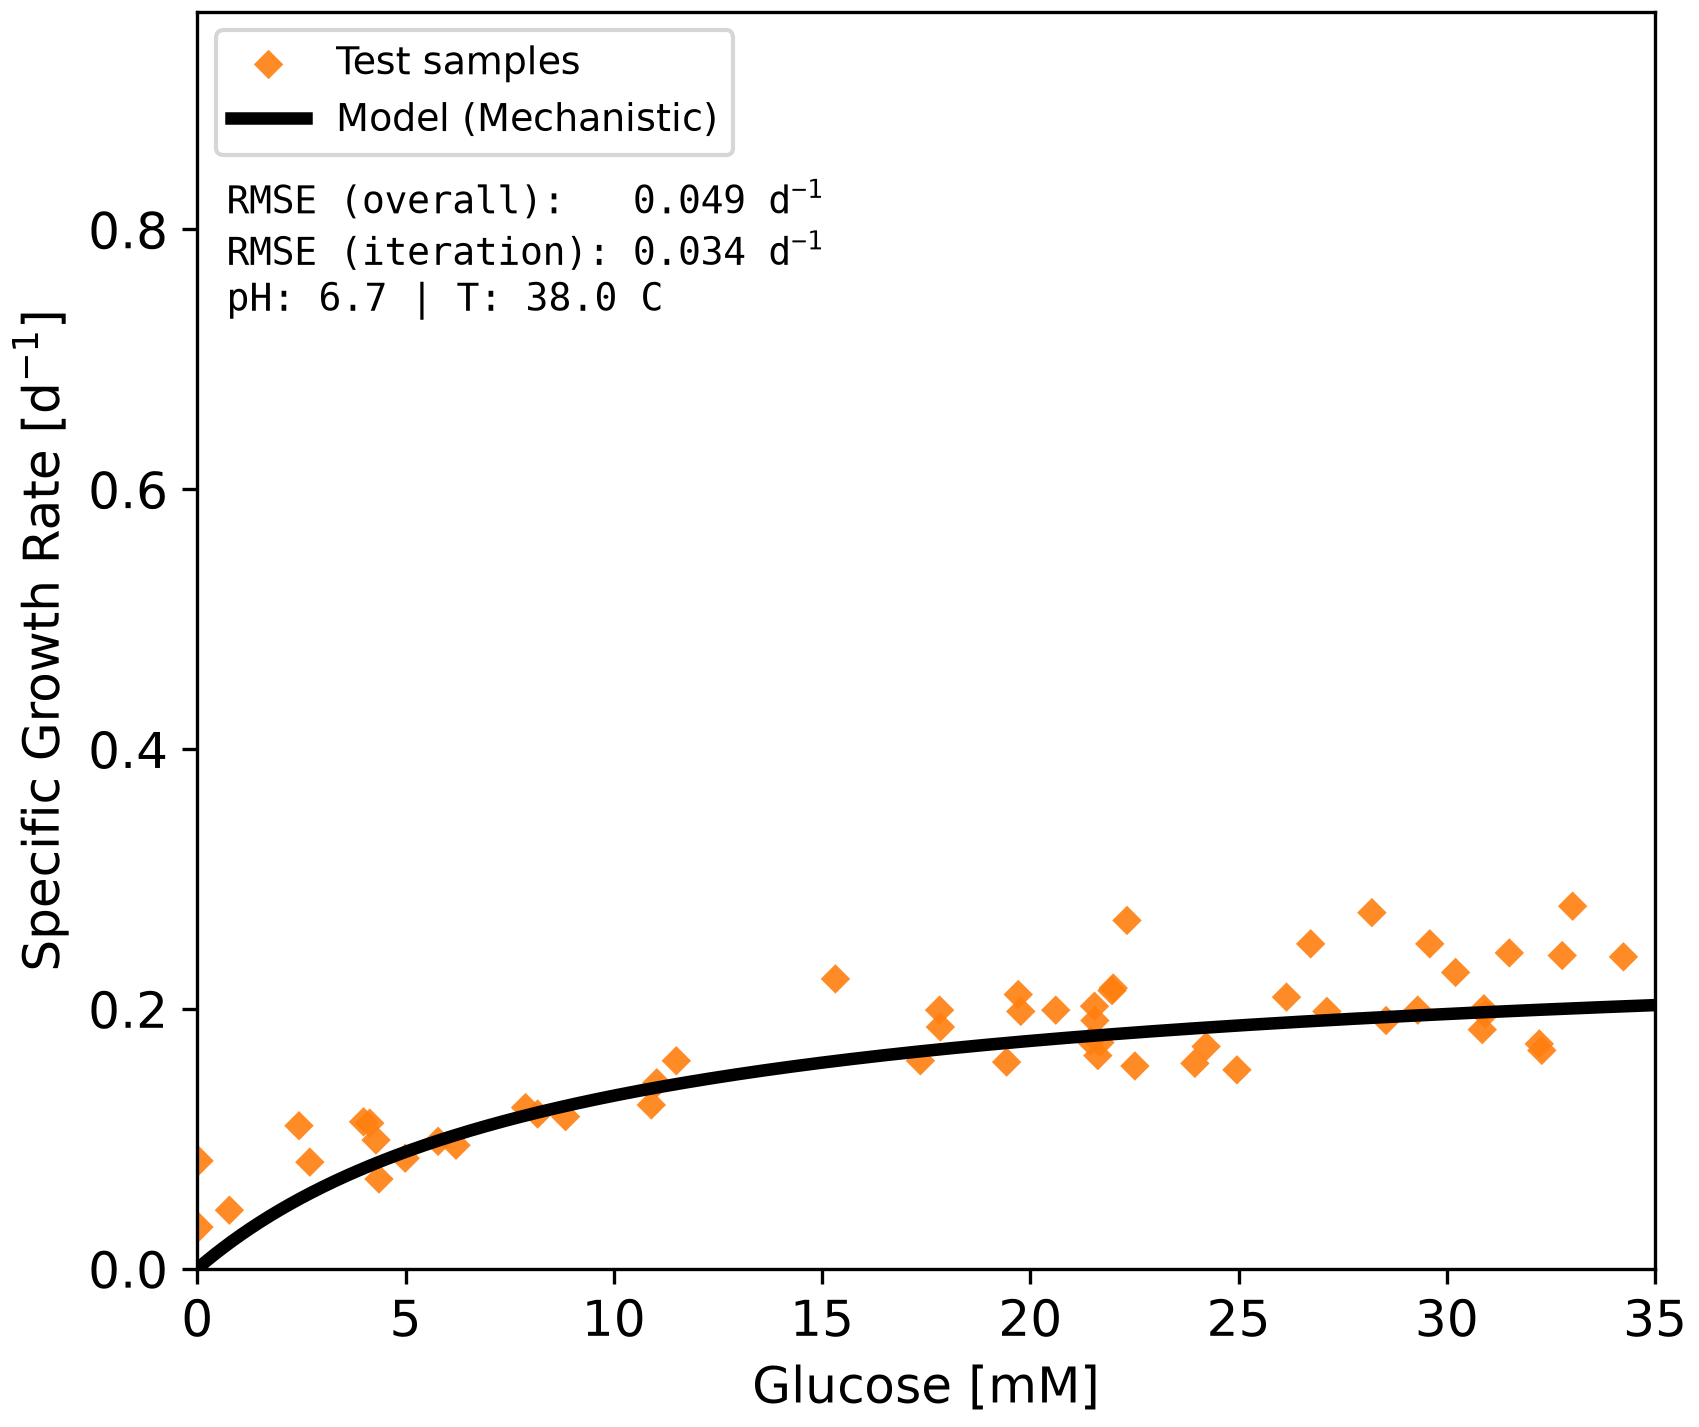 Test samples
Model (Mechanistic)
RMSE (overall): 0.049 d⁻¹
RMSE (iteration): 0.034 d⁻¹
pH: 6.7 | T: 38.0 C
Specific Growth Rate [d⁻¹]
0.8
0.6
0.4
0.2
0.0
0 5 10 15 20 25 30 35
Glucose [mM]